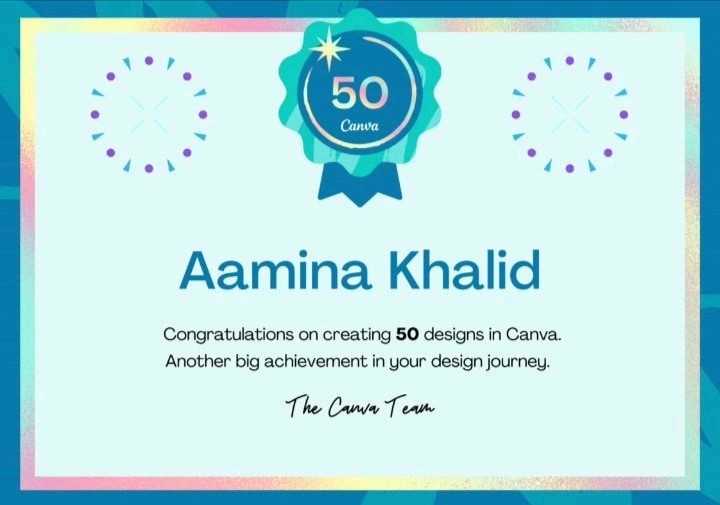 50
Canva
Aamina Khalid
Congratulations on creating 50 designs in Canva.
Another big achievement in your design journey.
The Canva Team